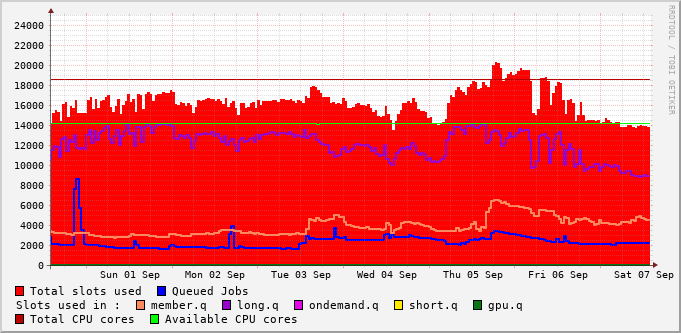 RRDTOOL / TOBI OETIKER
24000
22000
20000
18000
16000
14000
12000
10000
8000
6000
4000
2000
0
Sun 01 Sep Mon 02 Sep Tue 03 Sep Wed 04 Sep Thu 05 Sep Fri 06 Sep Sat 07 Sep
Total slots used Queued Jobs
Slots used in : member.q long.q ondemand.q short.q gpu.q
Total CPU cores Available CPU cores